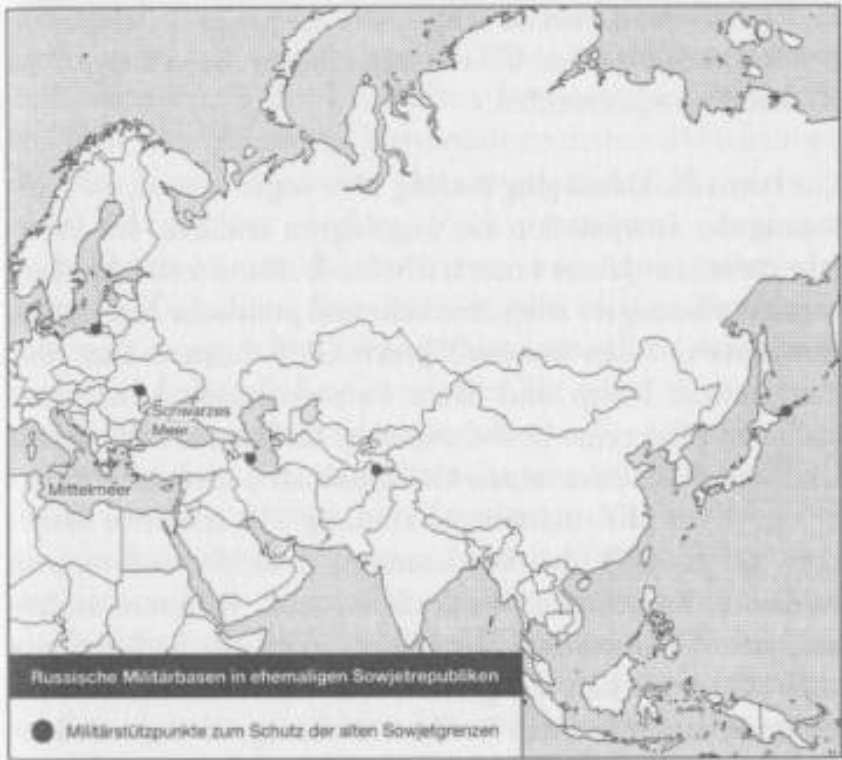 Schwarzes
Meer
Mittelmeer
Russische Militärbasen in ehemaligen Sowjetrepubliken
Militärstützpunkte zum Schutz der alten Sowjetgrenzen